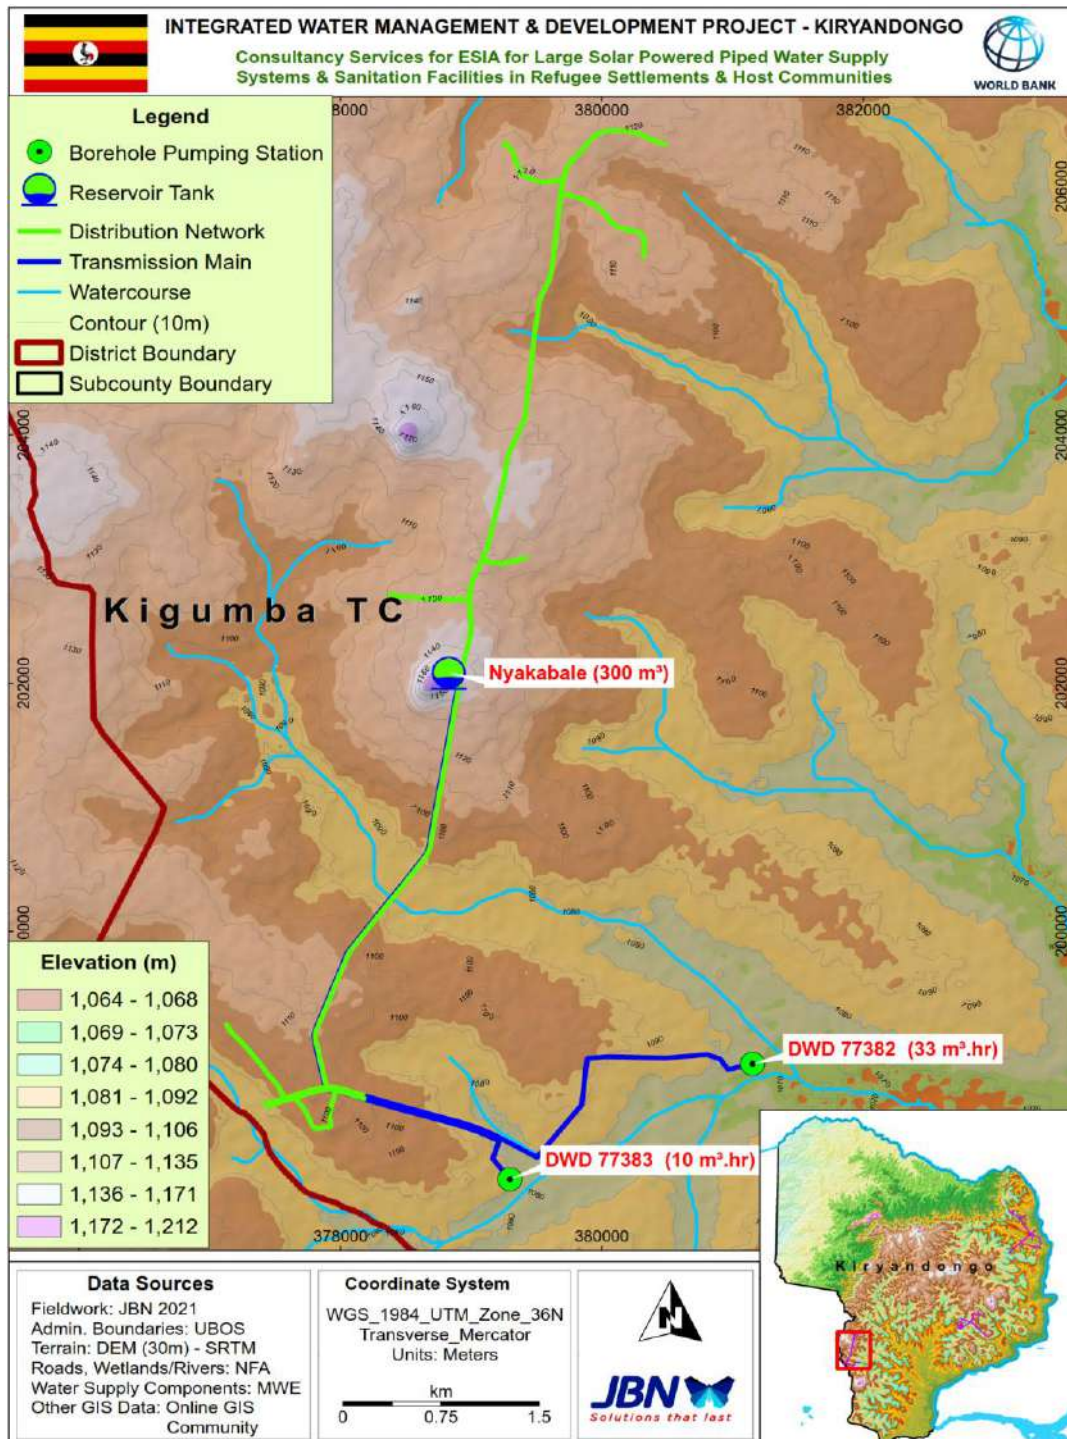 INTEGRATED WATER MANAGEMENT & DEVELOPMENT PROJECT - KIRYANDONGO
Consultancy Services for ESIA for Large Solar Powered Piped Water Supply
Systems & Sanitation Facilities in Refugee Settlements & Host Communities
WORLD BANK
8000
380000
382000
Legend
Borehole Pumping Station
Reservoir Tank
Distribution Network
Transmission Main
Watercourse
Contour (10m)
District Boundary
Subcounty Boundary
206000
204000
204000
Kigumba TC
Nyakabale (300 m³)
202000
202000
0000
200000
Elevation (m)
1,064 - 1,068
1,069 - 1,073
1,074 - 1,080
1,081 - 1,092
1,093 - 1,106
1,107 - 1,135
1,136 - 1,171
1,172 - 1,212
DWD 77382 (33 m³.hr)
DWD 77383 (10 m³.hr)
378000
380000
Kiryandongo
Data Sources
Fieldwork: JBN 2021
Admin. Boundaries: UBOS
Terrain: DEM (30m) - SRTM
Roads, Wetlands/Rivers: NFA
Water Supply Components: MWE
Other GIS Data: Online GIS
Community
Coordinate System
WGS_1984_UTM_Zone_36N
Transverse_Mercator
Units: Meters
km
0 0.75 1.5
N
JBN
Solutions that last